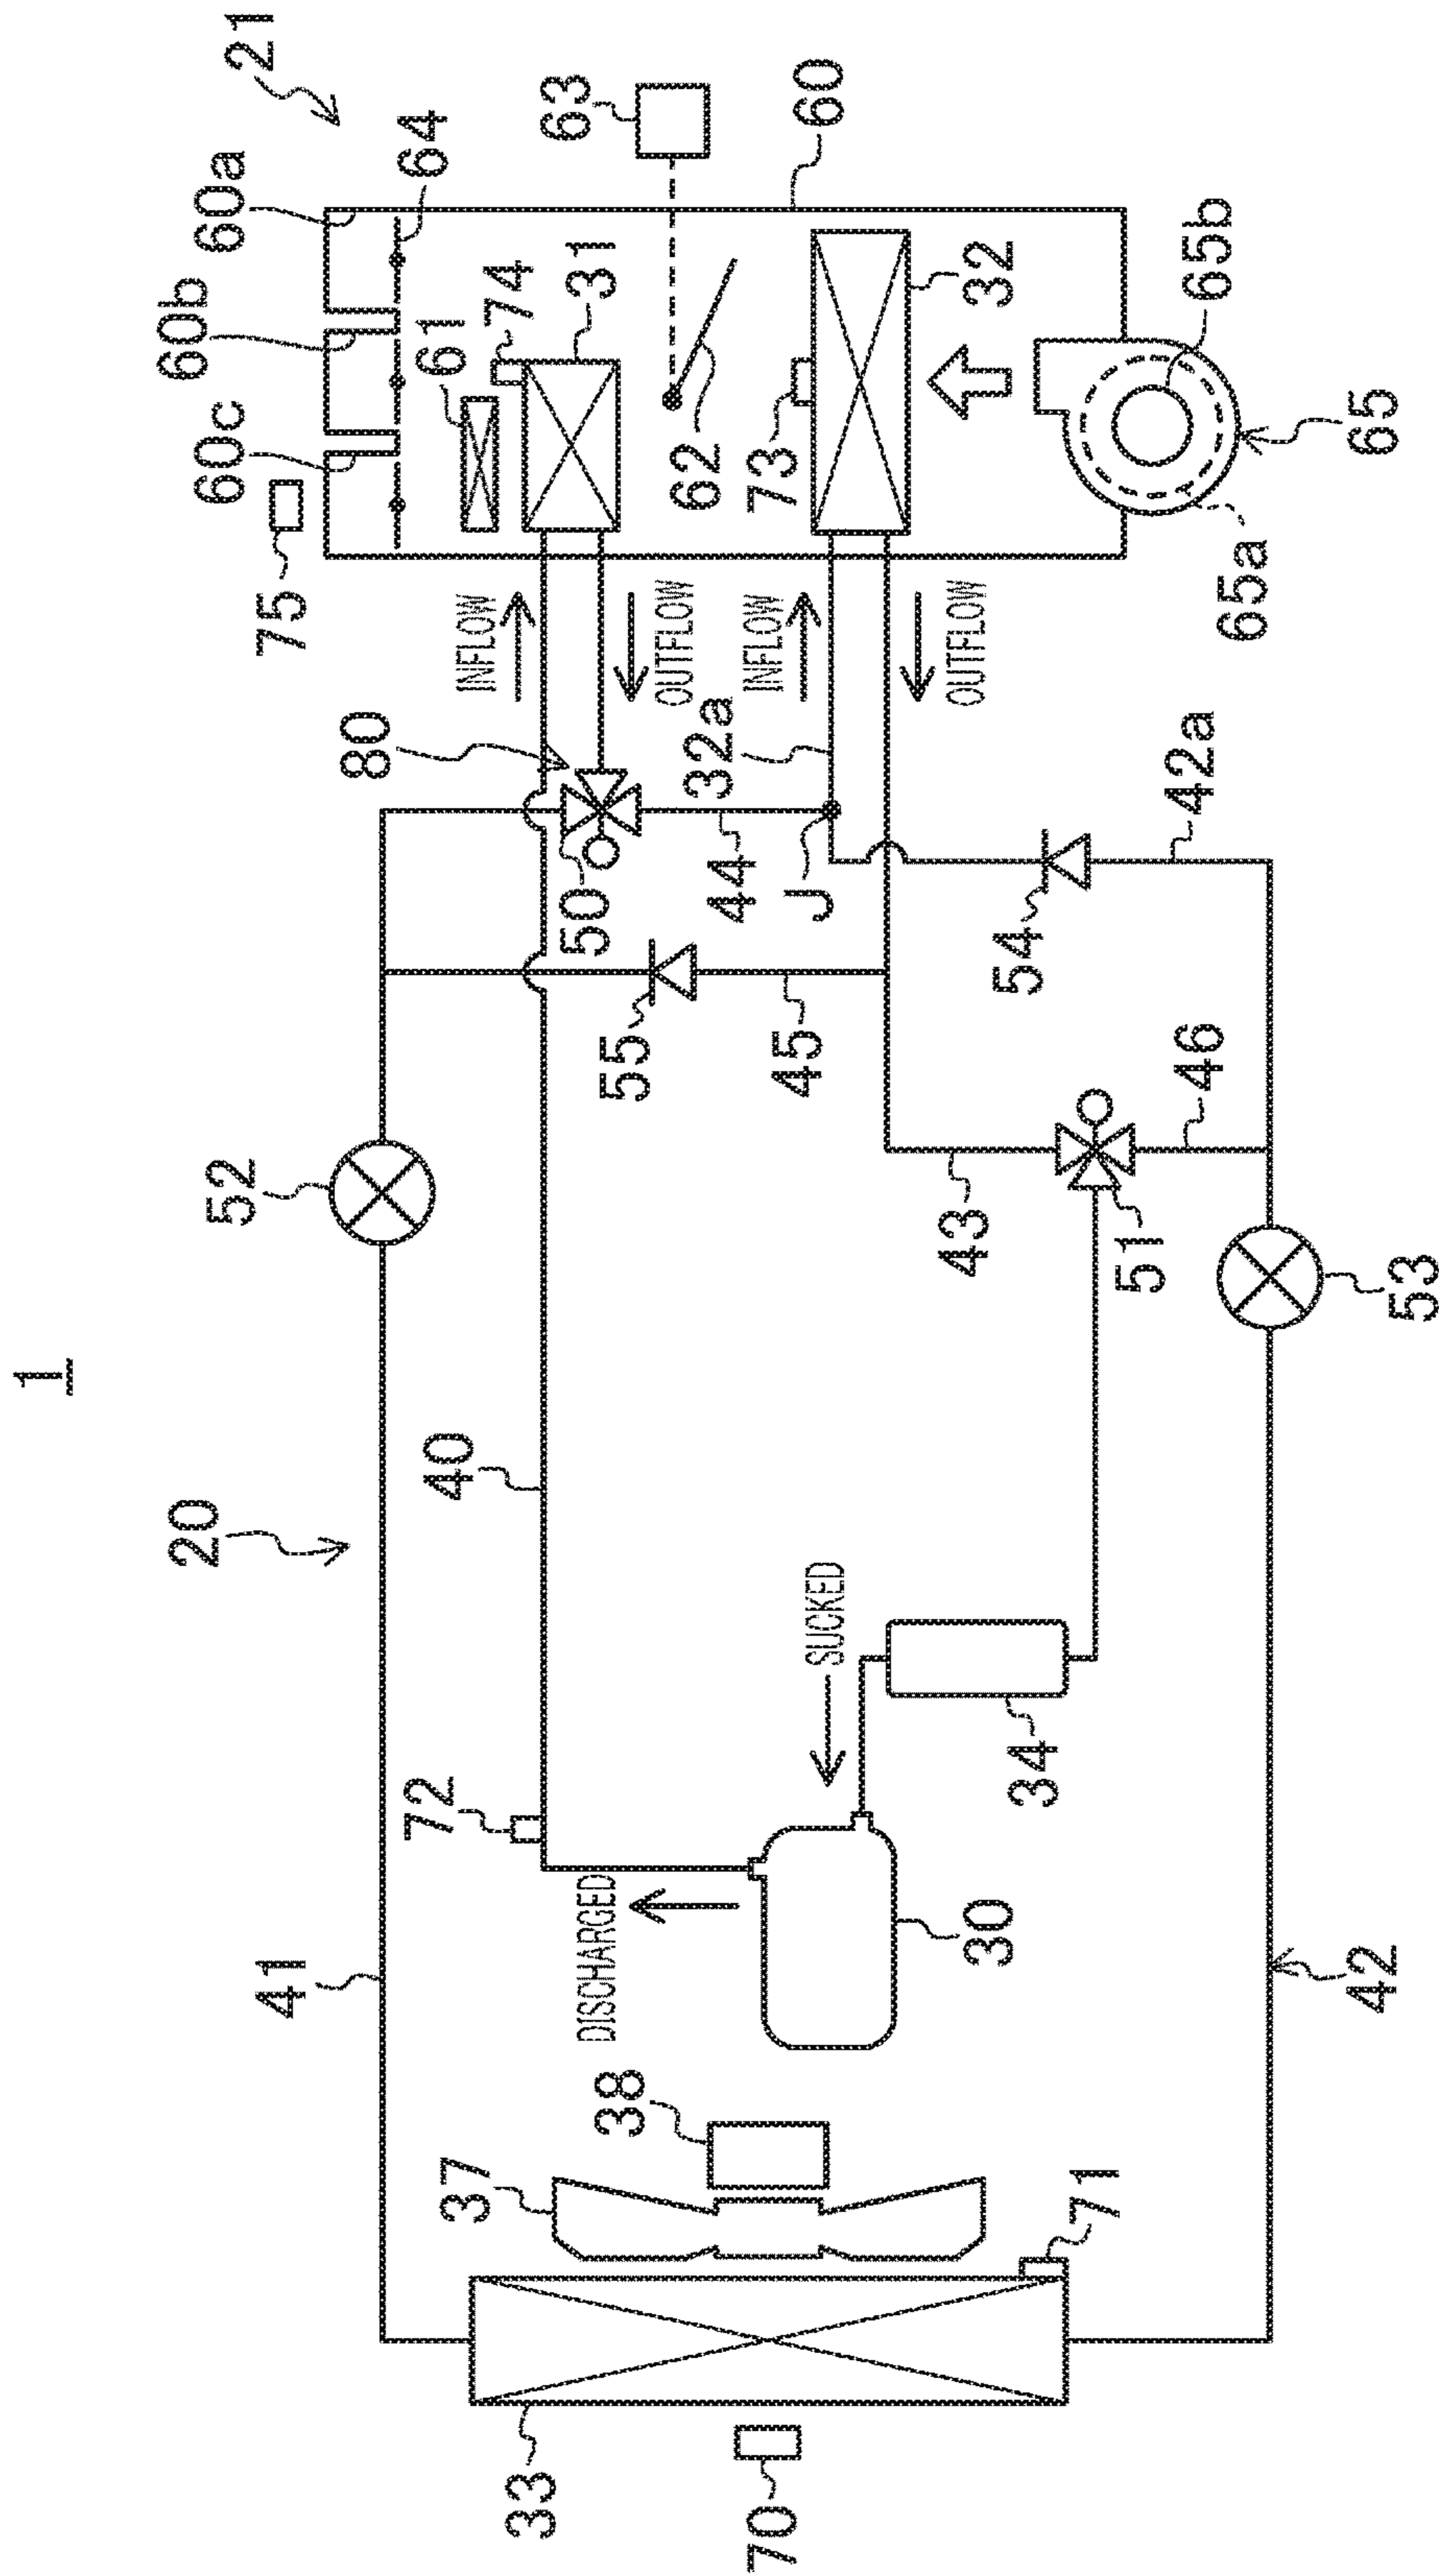 1
20
21
60a
60b
60c
75
64
61
74
31
63
60
62
73
32
65b
65
65a
INFLOW
OUTFLOW
INFLOW
OUTFLOW
80
32a
50
44
J
42a
54
55
45
46
52
43
51
53
40
SUCKED
34
72
DISCHARGED
30
41
42
38
37
71
33
70